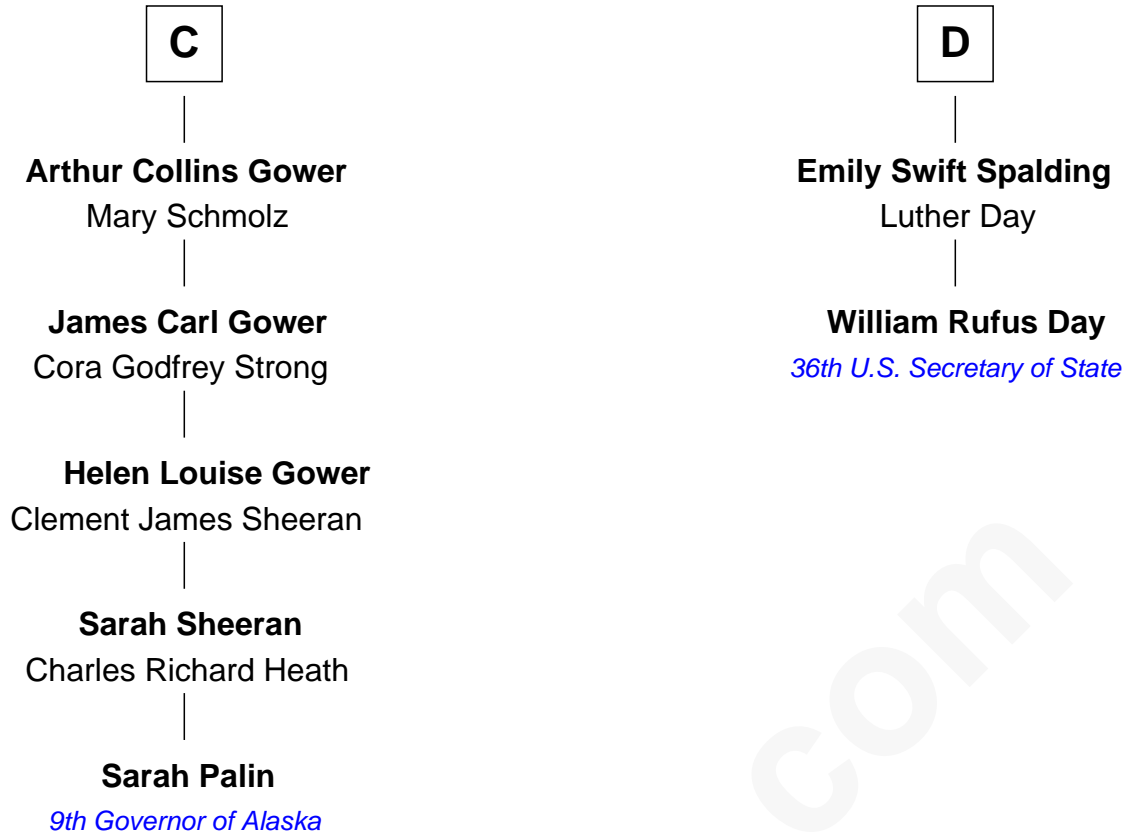 C
Arthur Collins Gower
Mary Schmolz
James Carl Gower
Cora Godfrey Strong
Helen Louise Gower
Clement James Sheeran
Sarah Sheeran
Charles Richard Heath
Sarah Palin
9th Governor of Alaska
D
Emily Swift Spalding
Luther Day
William Rufus Day
36th U.S. Secretary of State
com